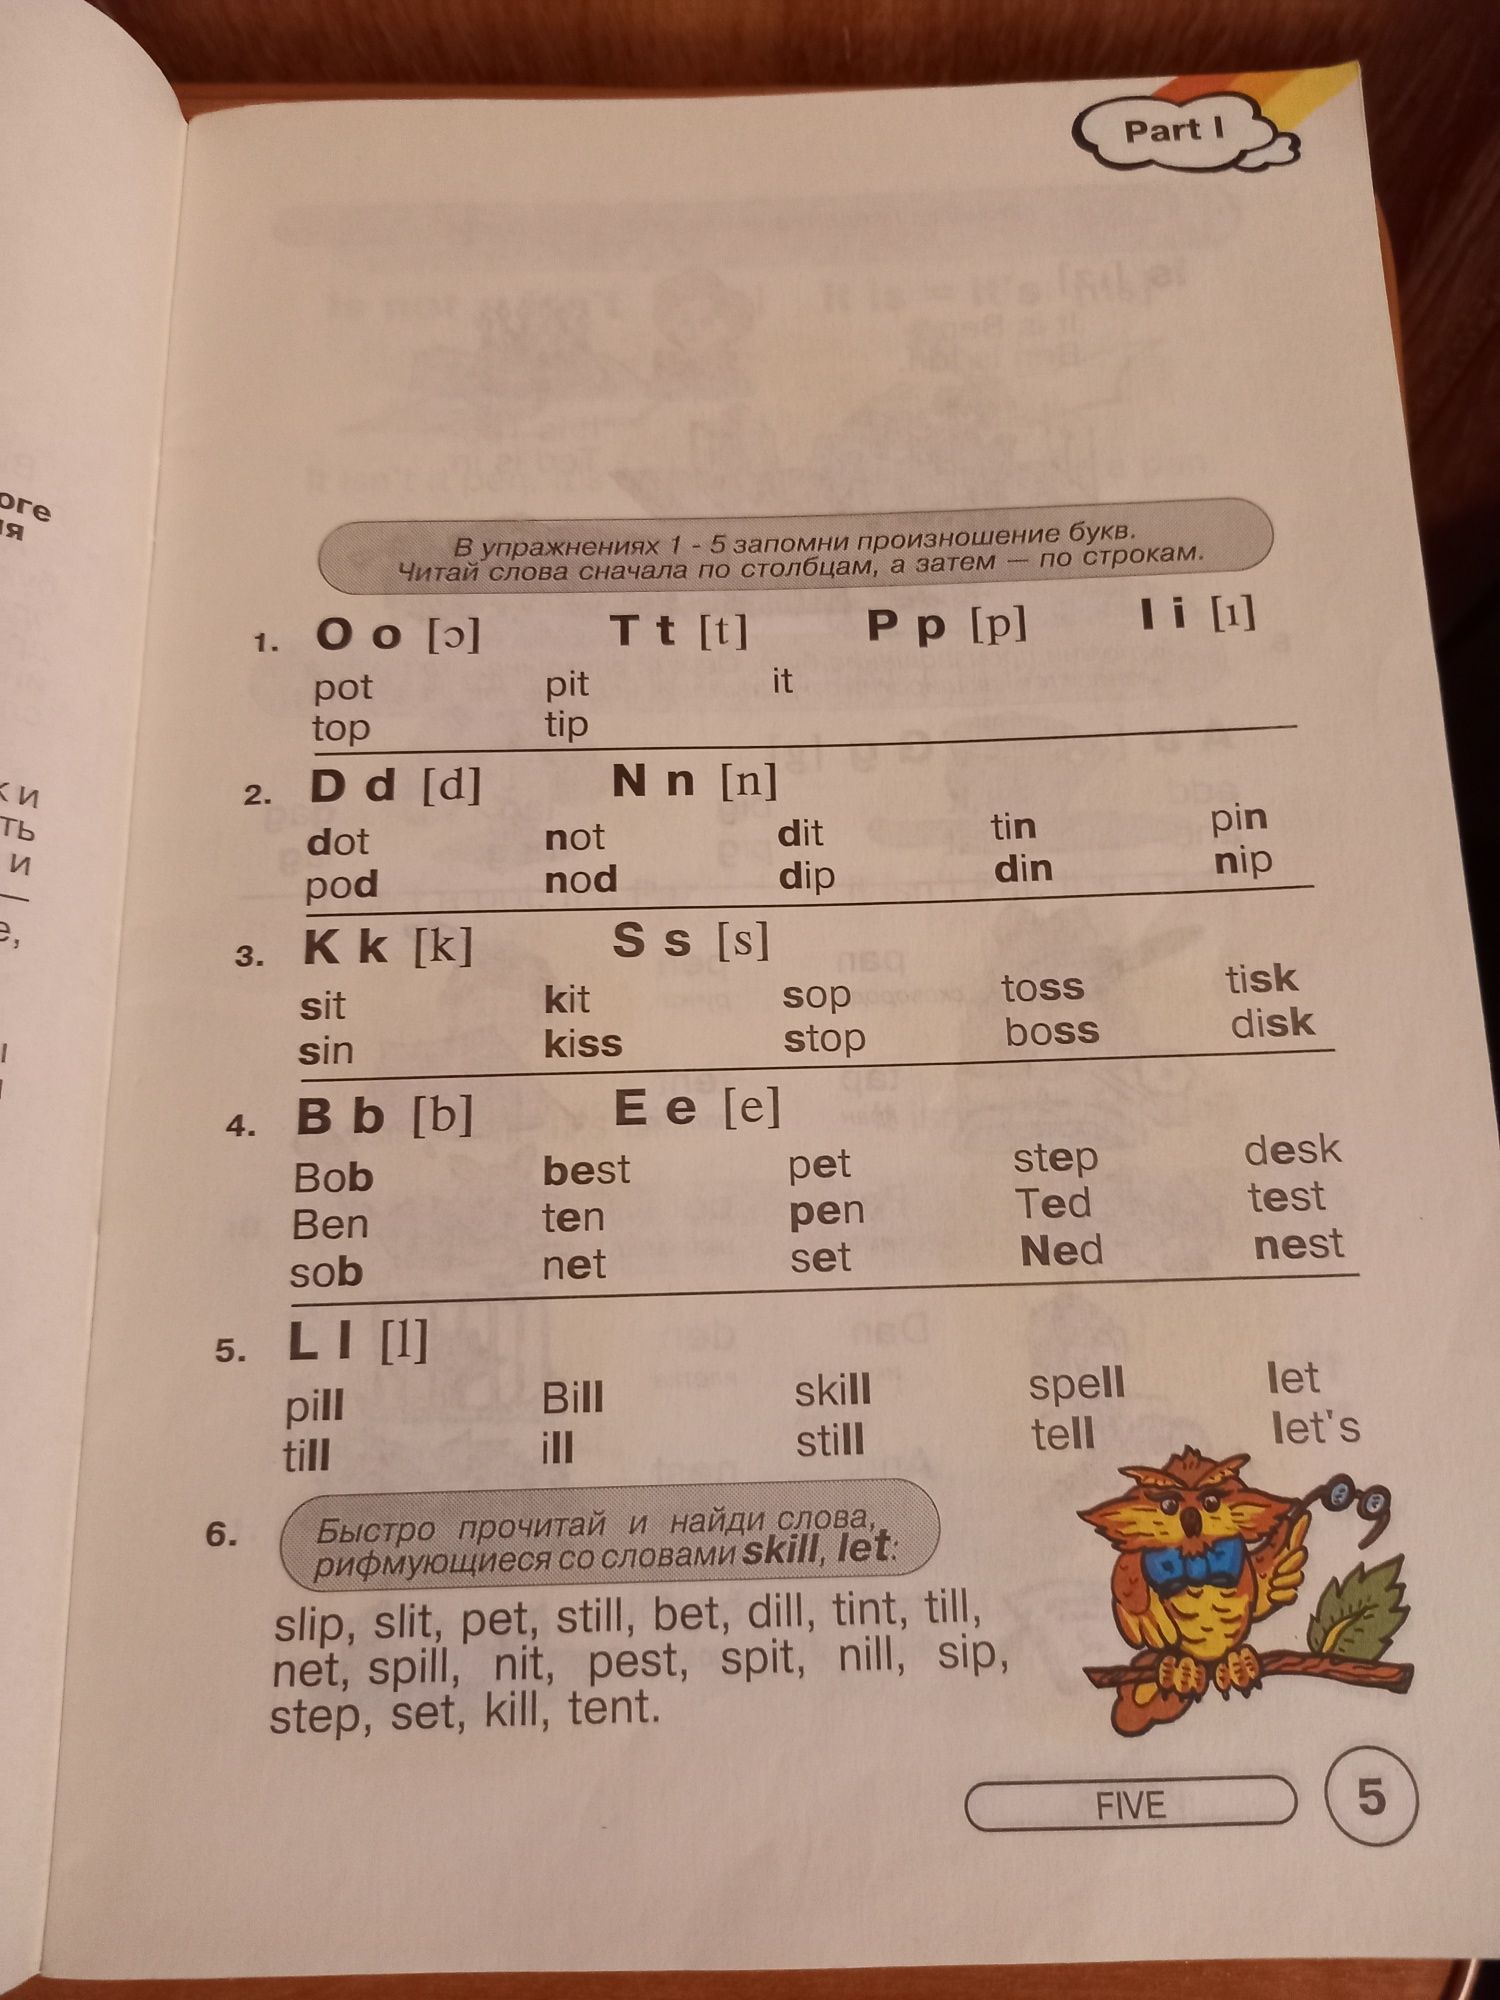 Part I
оге
ия
к и
ть
и
—
е,
В упражнениях 1 - 5 запомни произношение букв.
Читай слова сначала по столбцам, а затем — по строкам.
1. O o [ɔ] T t [t] P p [p] I i [ı]
pot pit it
top tip
2. D d [d] N n [n]
dot not dit tin pin
pod nod dip din nip
3. K k [k] S s [s]
sit kit sop toss tisk
sin kiss stop boss disk
4. B b [b] E e [e]
Bob best pet step desk
Ben ten pen Ted test
sob net set Ned nest
5. L l [l]
pill Bill skill spell let
till ill still tell let's
6. Быстро прочитай и найди слова,
рифмующиеся со словами skill, let:
slip, slit, pet, still, bet, dill, tint, till,
net, spill, nit, pest, spit, nill, sip,
step, set, kill, tent.
FIVE 5